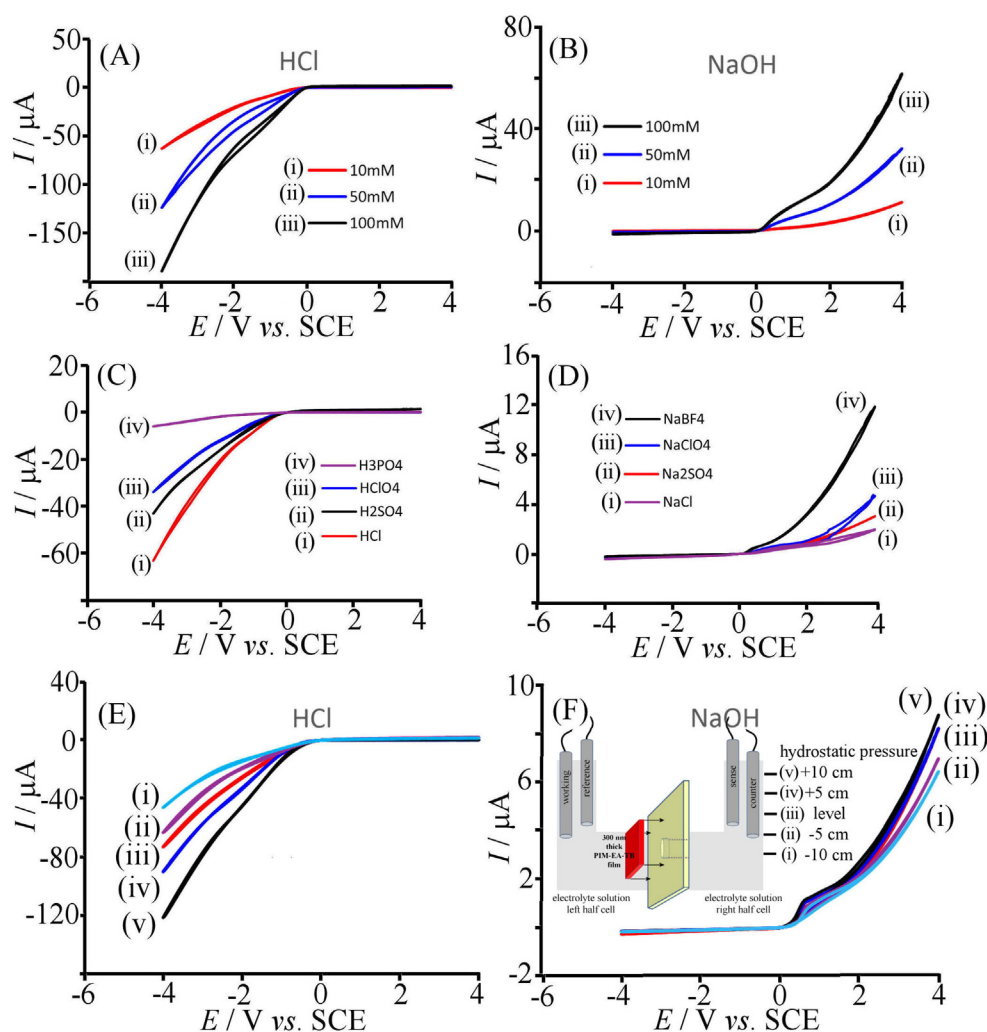 (A)
HCl
50
0
-50
-100
-150
I / μA
(i)
(ii)
(iii)
(i) 10mM
(ii) 50mM
(iii) 100mM
-6 -4 -2 0 2 4
E / V vs. SCE
(B)
NaOH
80
40
0
I / μA
(iii) 100mM
(ii) 50mM
(i) 10mM
(iii)
(ii)
(i)
-6 -4 -2 0 2 4
E / V vs. SCE
(C)
20
0
-20
-40
-60
I / μA
(iv)
(iii)
(ii)
(i)
(iv) H3PO4
(iii) HClO4
(ii) H2SO4
(i) HCl
-6 -4 -2 0 2 4
E / V vs. SCE
(D)
16
12
8
4
0
I / μA
(iv) NaBF4
(iii) NaClO4
(ii) Na2SO4
(i) NaCl
(iv)
(iii)
(ii)
(i)
-6 -4 -2 0 2 4
E / V vs. SCE
(E)
HCl
40
0
-40
-80
-120
I / μA
(i)
(ii)
(iii)
(iv)
(v)
-6 -4 -2 0 2 4
E / V vs. SCE
(F)
NaOH
10
6
2
-2
I / μA
working
reference
sense
counter
300 nm
thick
PIM-EA-TB
film
electrolyte solution
left half cell
electrolyte solution
right half cell
hydrostatic pressure
(v) +10 cm
(iv) +5 cm
(iii) level
(ii) -5 cm
(i) -10 cm
(v)
(iv)
(iii)
(ii)
(i)
-6 -4 -2 0 2 4
E / V vs. SCE